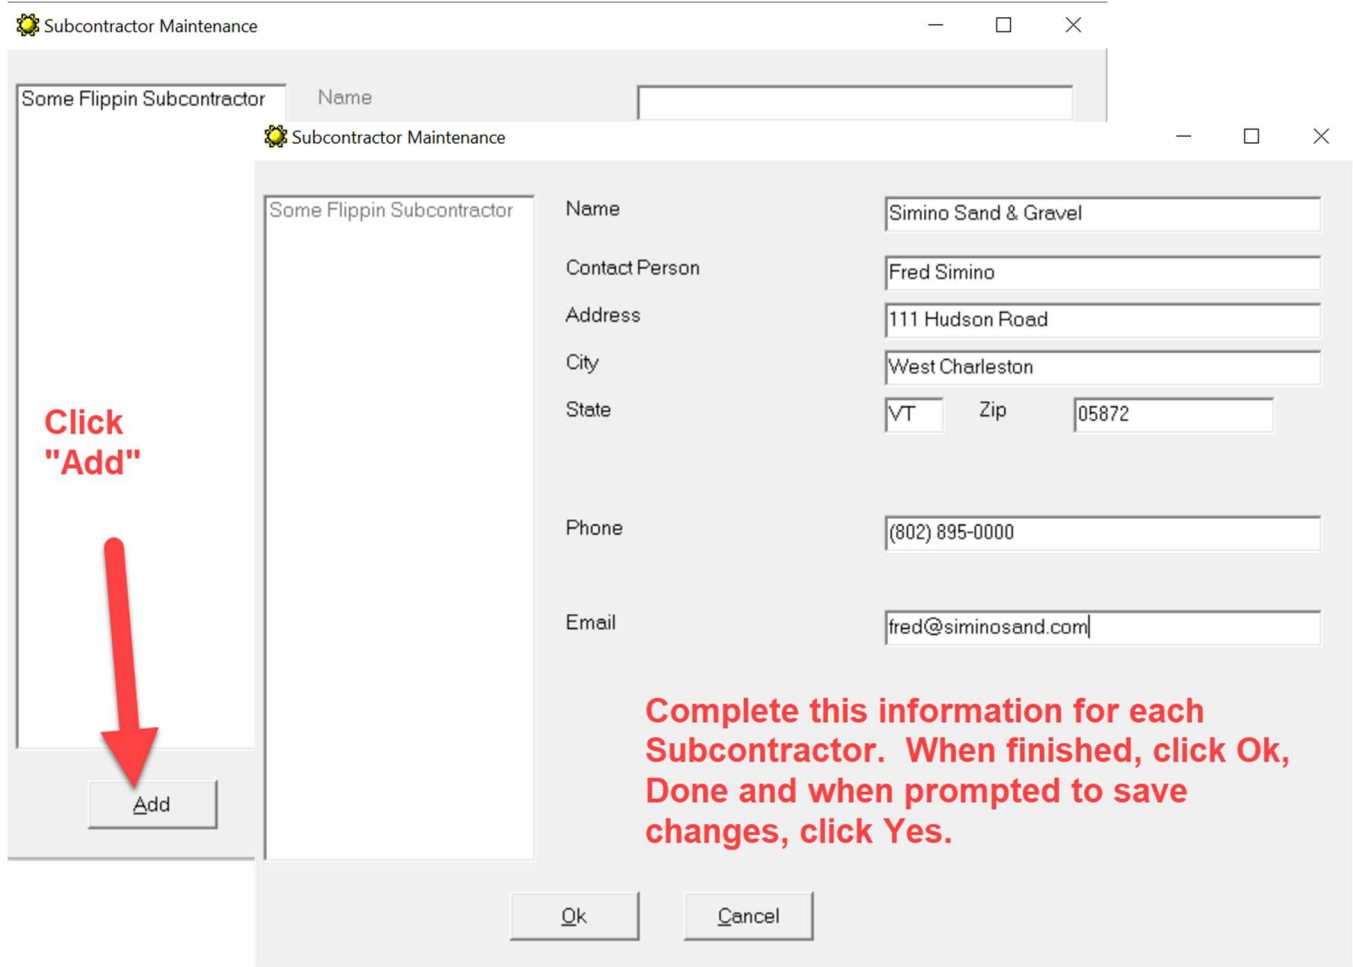 Subcontractor Maintenance
Some Flippin Subcontractor
Name
Subcontractor Maintenance
Some Flippin Subcontractor
Name
Simino Sand & Gravel
Contact Person
Fred Simino
Address
111 Hudson Road
City
West Charleston
State
VT
Zip
05872
Phone
(802) 895-0000
Email
fred@siminosand.com
Click
"Add"
Add
Complete this information for each
Subcontractor.  When finished, click Ok,
Done and when prompted to save
changes, click Yes.
Ok
Cancel